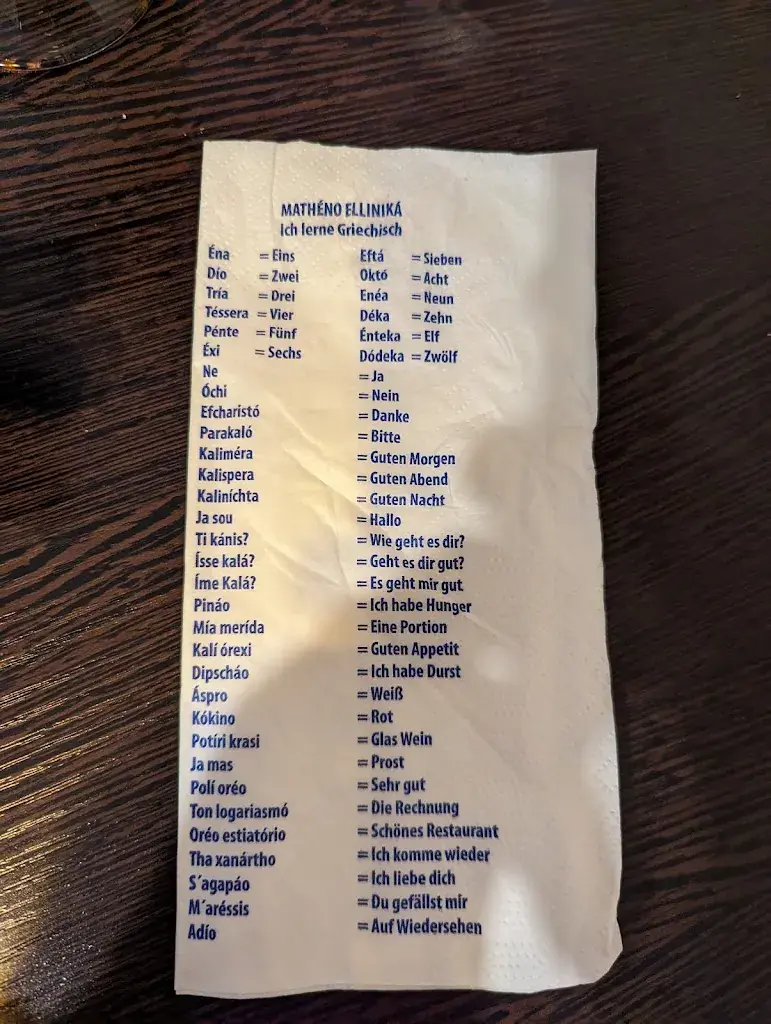 MATHÉNO ELLINIKÁ
Ich lerne Griechisch
Éna = Eins Eftá = Sieben
Dío = Zwei Októ = Acht
Tría = Drei Enéa = Neun
Téssera = Vier Déka = Zehn
Pénte = Fünf Énteka = Elf
Éxi = Sechs Dódeka = Zwölf
Ne = Ja
Óchi = Nein
Efcharistó = Danke
Parakaló = Bitte
Kaliméra = Guten Morgen
Kalispera = Guten Abend
Kaliníchta = Guten Nacht
Ja sou = Hallo
Ti kánis? = Wie geht es dir?
Ísse kalá? = Geht es dir gut?
Íme Kalá? = Es geht mir gut
Pináo = Ich habe Hunger
Mía merída = Eine Portion
Kalí órexi = Guten Appetit
Dipscháo = Ich habe Durst
Áspro = Weiß
Kókino = Rot
Potíri krasi = Glas Wein
Ja mas = Prost
Polí oréo = Sehr gut
Ton logariasmó = Die Rechnung
Oréo estiatório = Schönes Restaurant
Tha xanártho = Ich komme wieder
S´agapáo = Ich liebe dich
M´aréssis = Du gefällst mir
Adío = Auf Wiedersehen